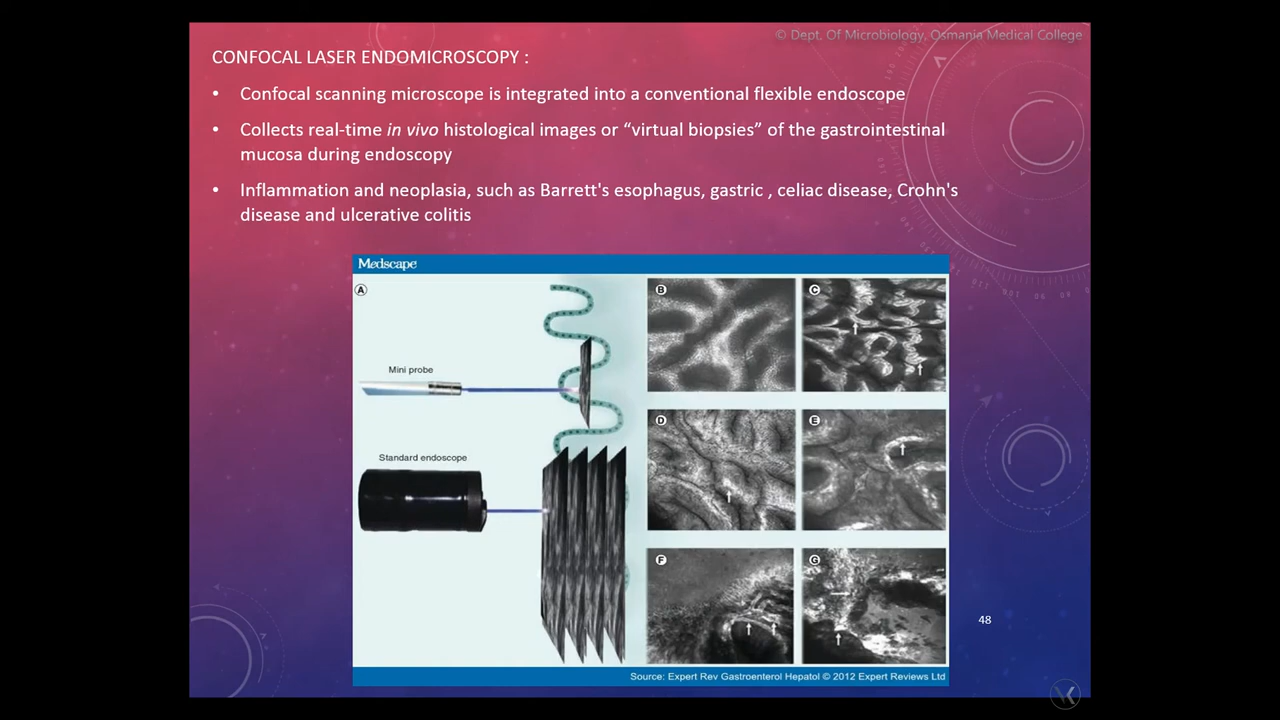 © Dept. Of Microbiology, Osmania Medical College
CONFOCAL LASER ENDOMICROSCOPY :
• Confocal scanning microscope is integrated into a conventional flexible endoscope
• Collects real-time in vivo histological images or “virtual biopsies” of the gastrointestinal
mucosa during endoscopy
• Inflammation and neoplasia, such as Barrett's esophagus, gastric , celiac disease, Crohn's
disease and ulcerative colitis
Medscape
A
B
C
Mini probe
D
E
Standard endoscope
F
G
48
Source: Expert Rev Gastroenterol Hepatol © 2012 Expert Reviews Ltd